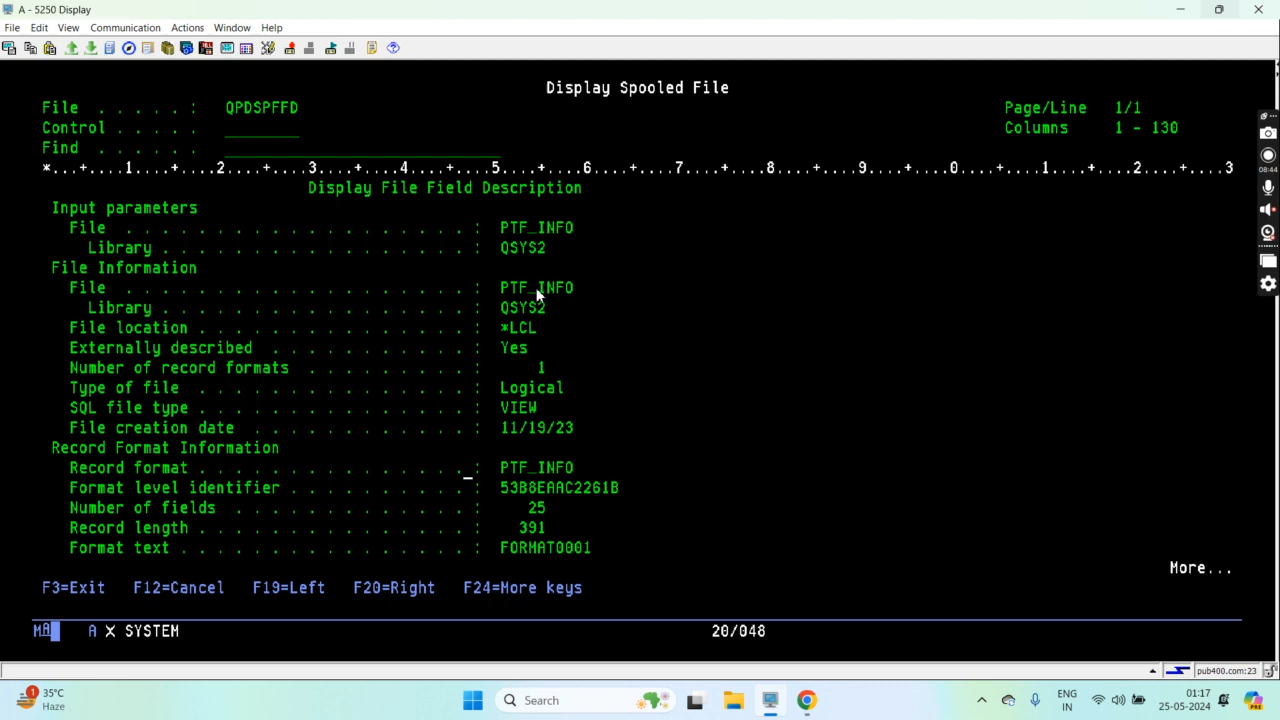 A - 5250 Display
File Edit View Communication Actions Window Help
Display Spooled File
File . . . . . : QPDSPFFD Page/Line 1/1
Control . . . . . Columns 1 - 130
Find . . . . . .
*...+....1....+....2....+....3....+....4....+....5....+....6....+....7....+....8....+....9....+....0....+....1....+....2....+....3
Display File Field Description
Input parameters
File . . . . . . . . . . . . . . . . . . . : PTF_INFO
Library . . . . . . . . . . . . . . . . . : QSYS2
File Information
File . . . . . . . . . . . . . . . . . . . : PTF_INFO
Library . . . . . . . . . . . . . . . . . : QSYS2
File location . . . . . . . . . . . . . . . : *LCL
Externally described . . . . . . . . . . . : Yes
Number of record formats . . . . . . . . . . : 1
Type of file . . . . . . . . . . . . . . . : Logical
SQL file type . . . . . . . . . . . . . . . : VIEW
File creation date . . . . . . . . . . . . : 11/19/23
Record Format Information
Record format . . . . . . . . . . . . . . . : PTF_INFO
Format level identifier . . . . . . . . . . : 53B8EAAC2261B
Number of fields . . . . . . . . . . . . . : 25
Record length . . . . . . . . . . . . . . . : 391
Format text . . . . . . . . . . . . . . . . : FORMAT0001
More...
F3=Exit F12=Cancel F19=Left F20=Right F24=More keys
MA A X SYSTEM 20/048
08:44
pub400.com:23
35°C
Haze
Search
ENG
IN
01:17
25-05-2024